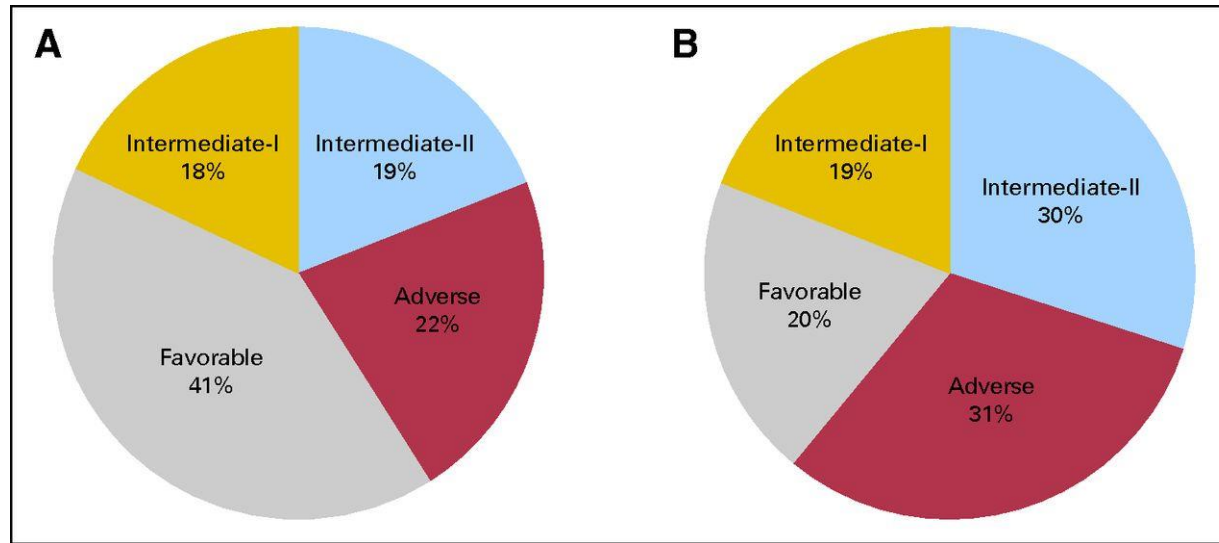 A
Intermediate-I
18%
Intermediate-II
19%
Adverse
22%
Favorable
41%
B
Intermediate-I
19%
Intermediate-II
30%
Favorable
20%
Adverse
31%